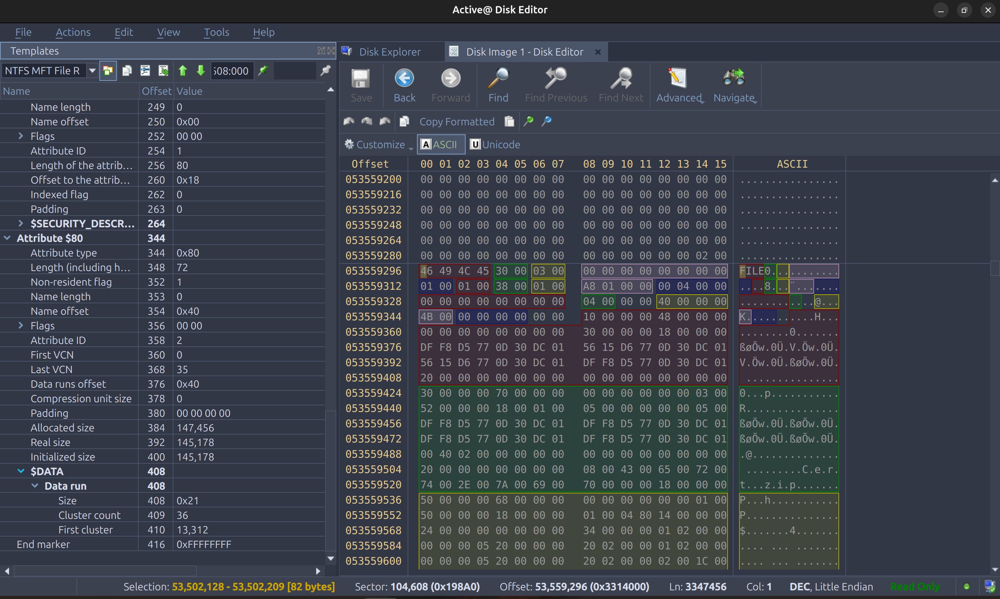 Active@ Disk Editor
File Actions Edit View Tools Help
Templates
Disk Explorer
Disk Image 1 - Disk Editor
NTFS MFT File R
508:000
Save Back Forward Find Find Previous Find Next Advanced Navigate
Copy Formatted
Customize A ASCII U Unicode
Name Offset Value
Name length 249 0
Name offset 250 0x00
Flags 252 00 00
Attribute ID 254 1
Length of the attrib... 256 80
Offset to the attrib... 260 0x18
Indexed flag 262 0
Padding 263 0
$SECURITY_DESCR... 264
Attribute $80 344
Attribute type 344 0x80
Length (including h... 348 72
Non-resident flag 352 1
Name length 353 0
Name offset 354 0x40
Flags 356 00 00
Attribute ID 358 2
First VCN 360 0
Last VCN 368 35
Data runs offset 376 0x40
Compression unit size 378 0
Padding 380 00 00 00 00
Allocated size 384 147,456
Real size 392 145,178
Initialized size 400 145,178
$DATA 408
Data run 408
Size 408 0x21
Cluster count 409 36
First cluster 410 13,312
End marker 416 0xFFFFFFFF
Offset 00 01 02 03 04 05 06 07 08 09 10 11 12 13 14 15 ASCII
053559200 00 00 00 00 00 00 00 00 00 00 00 00 00 00 00 00 ................
053559216 00 00 00 00 00 00 00 00 00 00 00 00 00 00 00 00 ................
053559232 00 00 00 00 00 00 00 00 00 00 00 00 00 00 00 00 ................
053559248 00 00 00 00 00 00 00 00 00 00 00 00 00 00 00 00 ................
053559264 00 00 00 00 00 00 00 00 00 00 00 00 00 00 00 00 ................
053559280 00 00 00 00 00 00 00 00 00 00 00 00 00 00 02 00 ................
053559296 46 49 4C 45 30 00 03 00 00 00 00 00 00 00 00 00 FILE0...........
053559312 01 00 01 00 38 00 01 00 A8 01 00 00 00 04 00 00 ....8...¨.......
053559328 00 00 00 00 00 00 00 00 04 00 00 00 40 00 00 00 ............@...
053559344 4B 00 00 00 00 00 00 00 10 00 00 00 48 00 00 00 K...........H...
053559360 00 00 00 00 00 00 00 00 30 00 00 00 18 00 00 00 ........0.......
053559376 DF F8 D5 77 0D 30 DC 01 56 15 D6 77 0D 30 DC 01 ßøÕw.0Ü.V.Öw.0Ü.
053559392 56 15 D6 77 0D 30 DC 01 DF F8 D5 77 0D 30 DC 01 V.Öw.0Ü.ßøÕw.0Ü.
053559408 20 00 00 00 00 00 00 00 00 00 00 00 00 00 00 00  ...............
053559424 30 00 00 00 70 00 00 00 00 00 00 00 00 00 03 00 0...p...........
053559440 52 00 00 00 18 00 01 00 05 00 00 00 00 00 05 00 R...............
053559456 DF F8 D5 77 0D 30 DC 01 DF F8 D5 77 0D 30 DC 01 ßøÕw.0Ü.ßøÕw.0Ü.
053559472 DF F8 D5 77 0D 30 DC 01 DF F8 D5 77 0D 30 DC 01 ßøÕw.0Ü.ßøÕw.0Ü.
053559488 00 40 02 00 00 00 00 00 00 00 00 00 00 00 00 00 .@..............
053559504 20 00 00 00 00 00 00 00 08 00 43 00 65 00 72 00  .........C.e.r.
053559520 74 00 2E 00 7A 00 69 00 70 00 00 00 18 00 00 00 t...z.i.p.......
053559536 50 00 00 00 68 00 00 00 00 00 00 00 00 00 01 00 P...h...........
053559552 50 00 00 00 18 00 00 00 01 00 04 80 14 00 00 00 P...............
053559568 24 00 00 00 00 00 00 00 34 00 00 00 01 02 00 00 $.......4.......
053559584 00 00 00 05 20 00 00 00 20 02 00 00 01 02 00 00 .... ... .......
053559600 00 00 00 05 20 00 00 00 20 02 00 00 02 00 1C 00 .... ... .......
Selection: 53,502,128 - 53,502,209 [82 bytes] Sector: 104,608 (0x198A0) Offset: 53,559,296 (0x3314000) Ln: 3347456 Col: 1 DEC, Little Endian Read Only